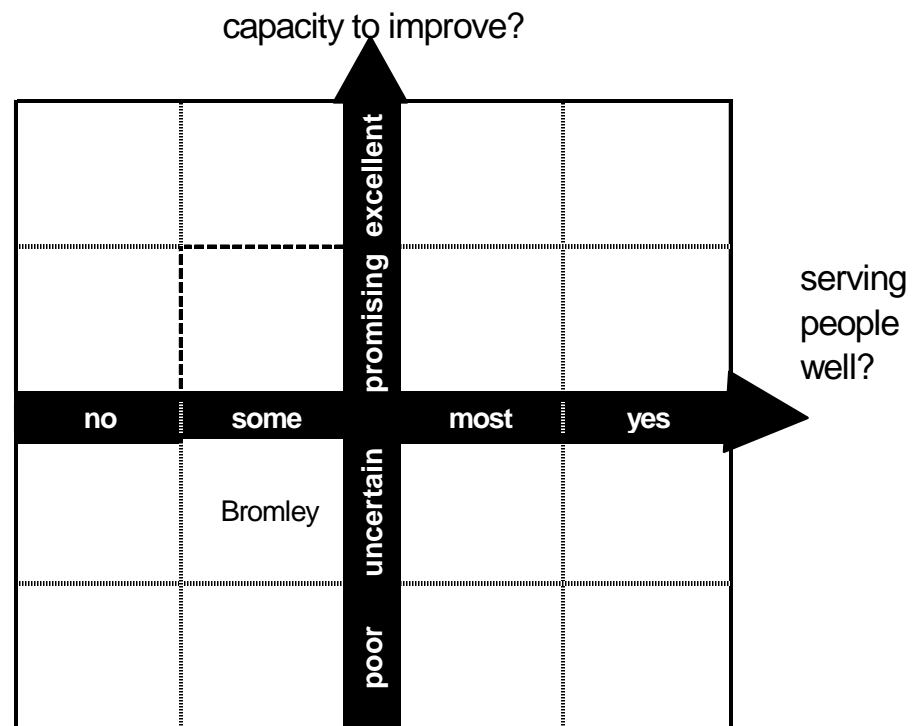 capacity to improve?
excellent
promising
serving
people
well?
no some most yes
uncertain
Bromley
poor